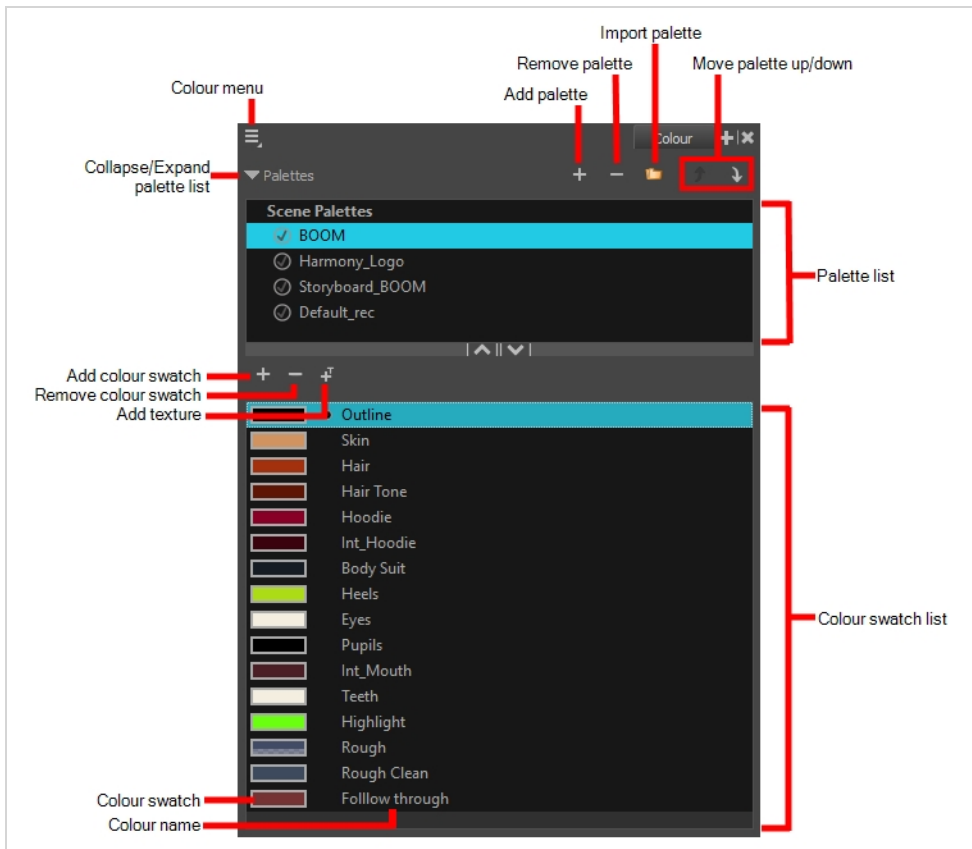 Import palette
Remove palette
Move palette up/down
Colour menu
Add palette
Colour
Collapse/Expand
palette list
Palettes
Scene Palettes
BOOM
Harmony_Logo
Storyboard_BOOM
Default_rec
Palette list
Add colour swatch
Remove colour swatch
Add texture
T
Outline
Skin
Hair
Hair Tone
Hoodie
Int_Hoodie
Body Suit
Heels
Eyes
Colour swatch list
Pupils
Int_Mouth
Teeth
Highlight
Rough
Rough Clean
Colour swatch
Folllow through
Colour name